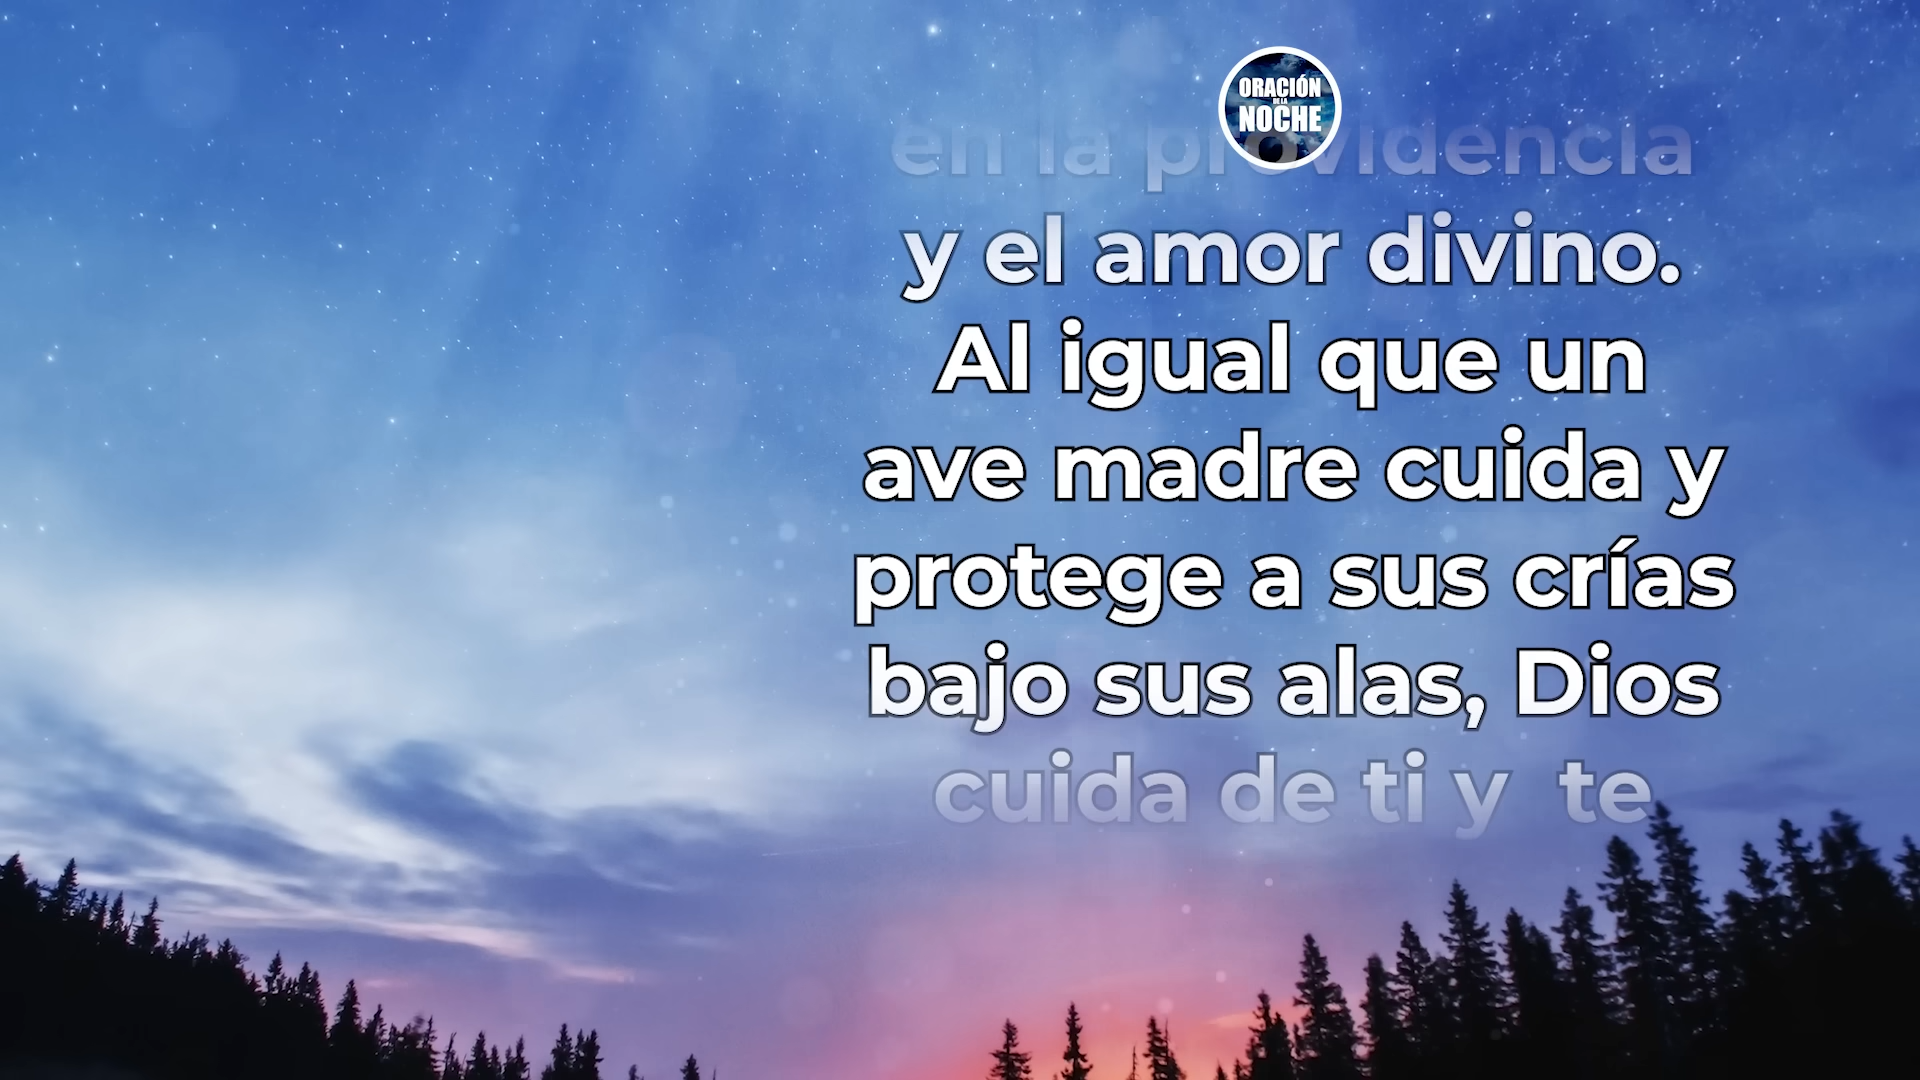 ORACIÓN
DE LA
NOCHE
en la providencia
y el amor divino.
Al igual que un
ave madre cuida y
protege a sus crías
bajo sus alas, Dios
cuida de ti y te